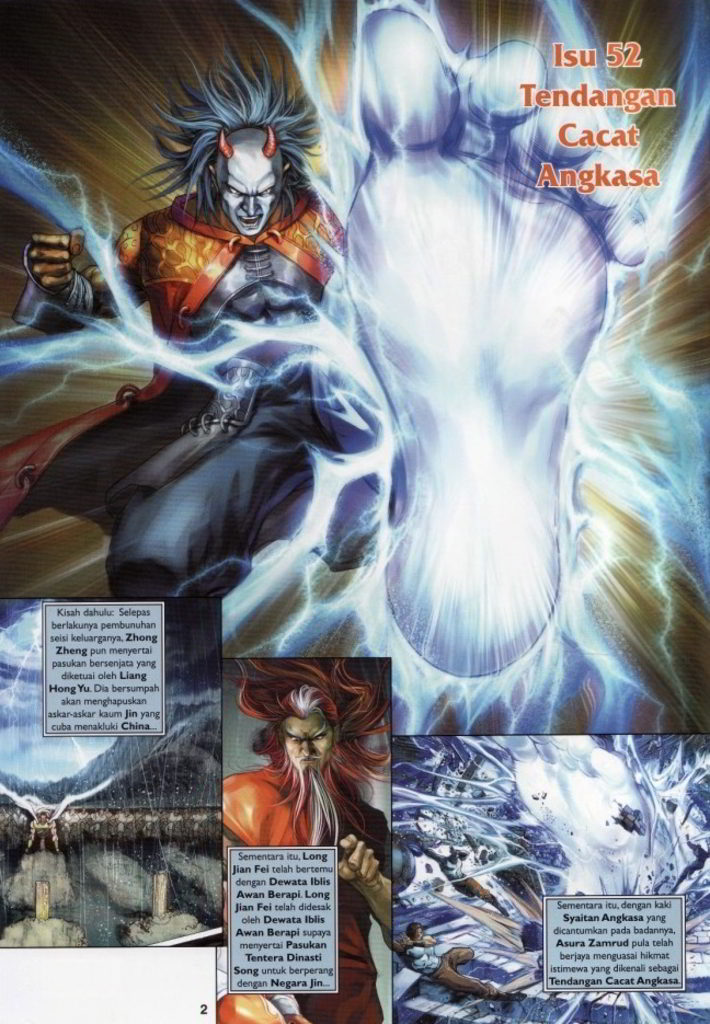 Isu 52
Tendangan
Cacat
Angkasa
Kisah dahulu: Selepas
berlakunya pembunuhan
seisi keluarganya, Zhong
Zheng pun menyertai
pasukan bersenjata yang
diketuai oleh Liang
Hong Yu. Dia bersumpah
akan menghapuskan
askar-askar kaum Jin yang
cuba menakluki China...
Sementara itu, Long
Jian Fei telah bertemu
dengan Dewata Iblis
Awan Berapi. Long
Jian Fei telah didesak
oleh Dewata Iblis
Awan Berapi supaya
menyertai Pasukan
Tentera Dinasti
Song untuk berperang
dengan Negara Jin...
Sementara itu, dengan kaki
Syaitan Angkasa yang
dicantumkan pada badannya,
Asura Zamrud pula telah
berjaya menguasai hikmat
istimewa yang dikenali sebagai
Tendangan Cacat Angkasa.
2